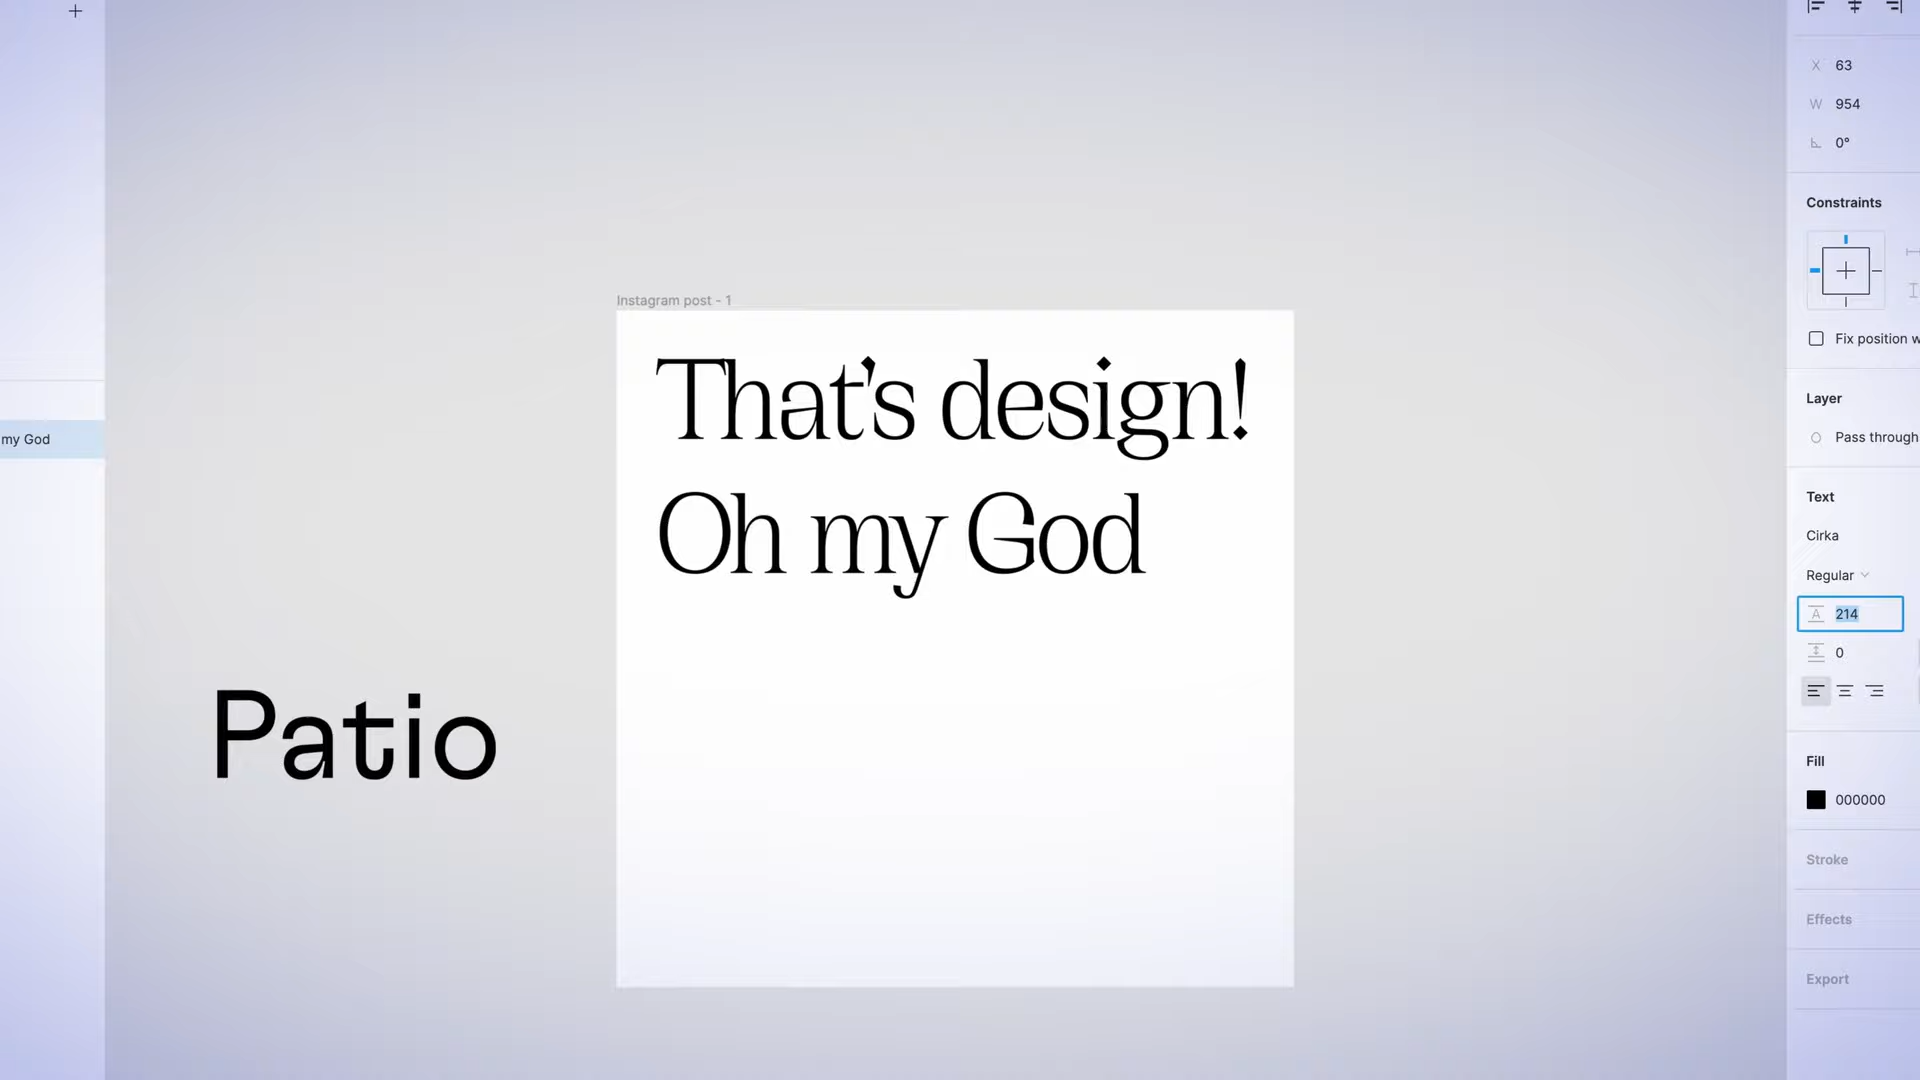 my God
Instagram post - 1
That's design!
Oh my God
Patio
X 63
W 954
0°
Constraints
Fix position w
Layer
Pass through
Text
Cirka
Regular
A 214
0
Fill
000000
Stroke
Effects
Export